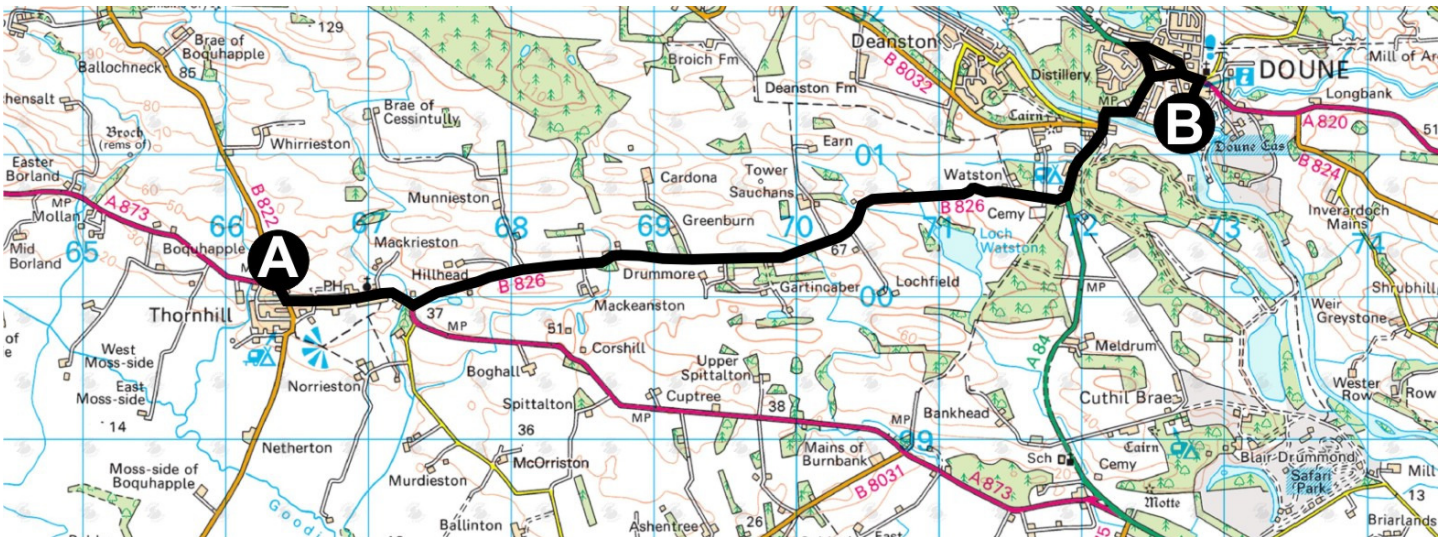 129
Brae of
Boquhapple
Ballochneck
85
Broich Fm
02
Deanston
B 8032
P
Distillery
DOUNE
Mill of Ar
Deanston Fm
MP
Cairn
Longbank
A 820
51
B 824
Doune Cas
hensalt
Broch
(rems of)
Brae of
Cessintully
Whirrieston
Easter
Borland
MP
Mollan
A 873
B 822
Munnieston
Cardona
Tower
Sauchans
Earn
01
Watston
B 826
Cemy
Greenburn
Inverardoch
Mains
65
66
67
68
69
70
71
72
73
74
Mid
Borland
Boquhapple
A
B
Mackrieston
PH
Hillhead
B 826
Drummore
67
Loch
Watston
Gartincaber
Lochfield
00
Mackeanston
Thornhill
37
MP
51
Corshill
Shrubhill
Weir
Greystone
MP
West
Moss-side
East
Moss-side
14
Norrieston
Boghall
Upper
Spittalton
A 84
Meldrum
Wester
Row
Row
Spittalton
Cuptree
MP
38
Bankhead
MP
Cuthil Brae
Netherton
36
99
Mains of
Burnbank
B 8031
A 873
Sch
Cemy
Cairn
Blair Drummond
Safari
Park
Mill
13
Moss-side of
Boquhapple
McOrriston
Murdieston
Motte
Goodi
Ballinton
Ashentree
26
East
Briarlands